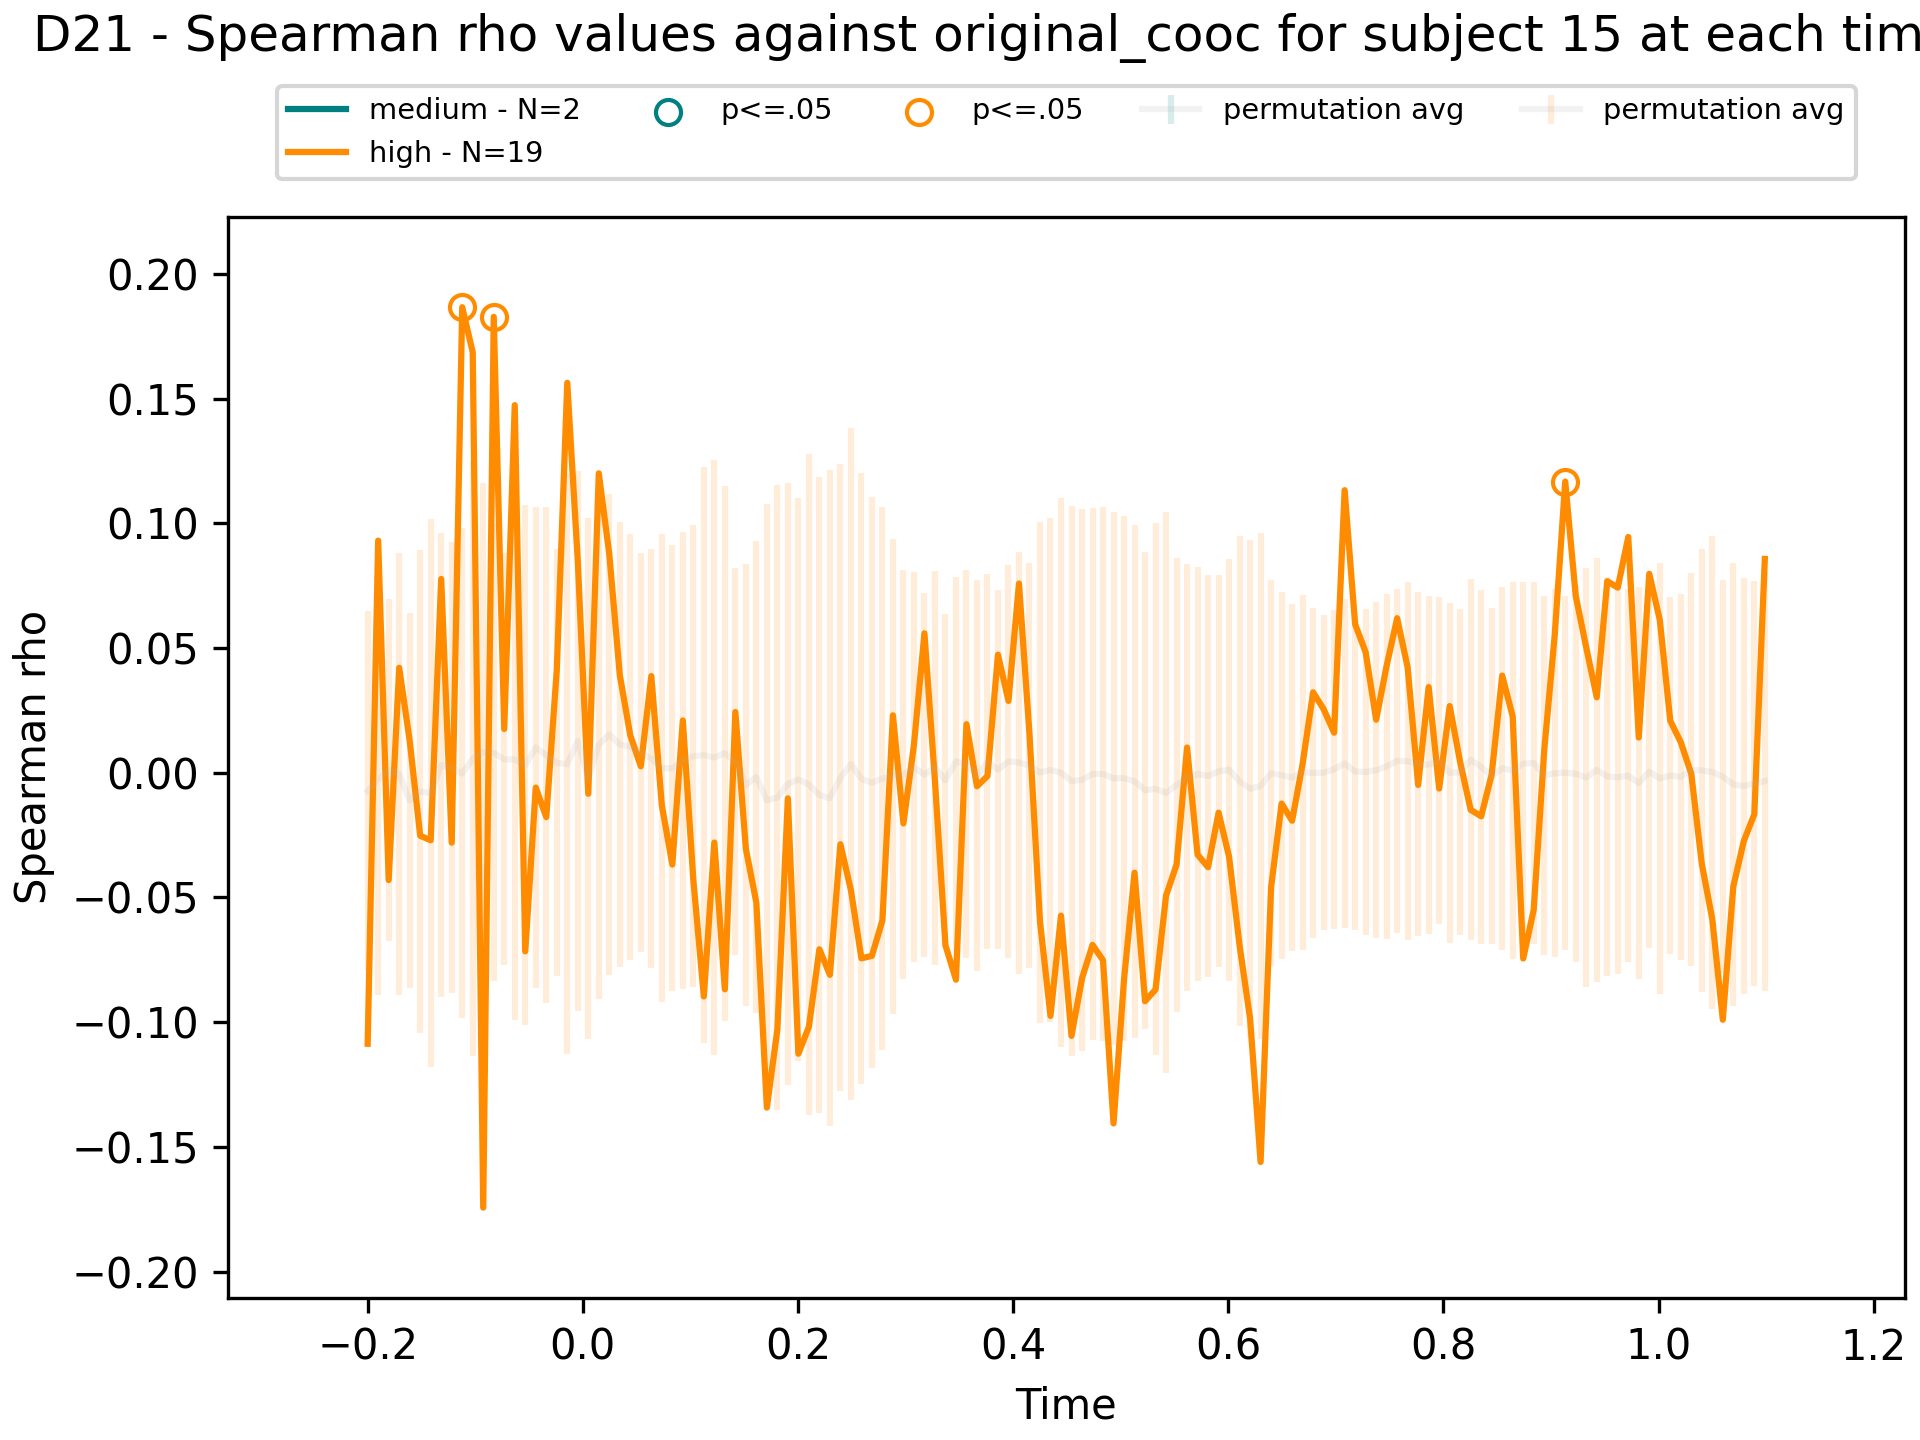 D21 - Spearman rho values against original_cooc for subject 15 at each tim
medium - N=2
high - N=19
p<=.05
p<=.05
permutation avg
permutation avg
Spearman rho
0.20
0.15
0.10
0.05
0.00
−0.05
−0.10
−0.15
−0.20
−0.2 0.0 0.2 0.4 0.6 0.8 1.0 1.2
Time